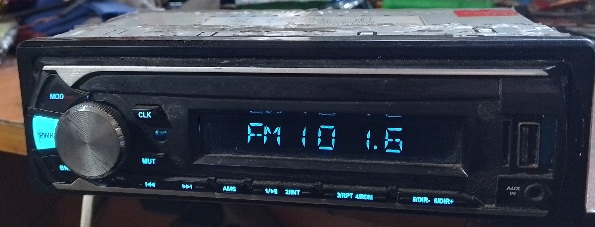 MOD
CLK
PWR
FM 101.6
MUT
AUX
IN
AMS
1/▶II 2/INT
3/RPT 4/RDM
5/DIR- 6/DIR+